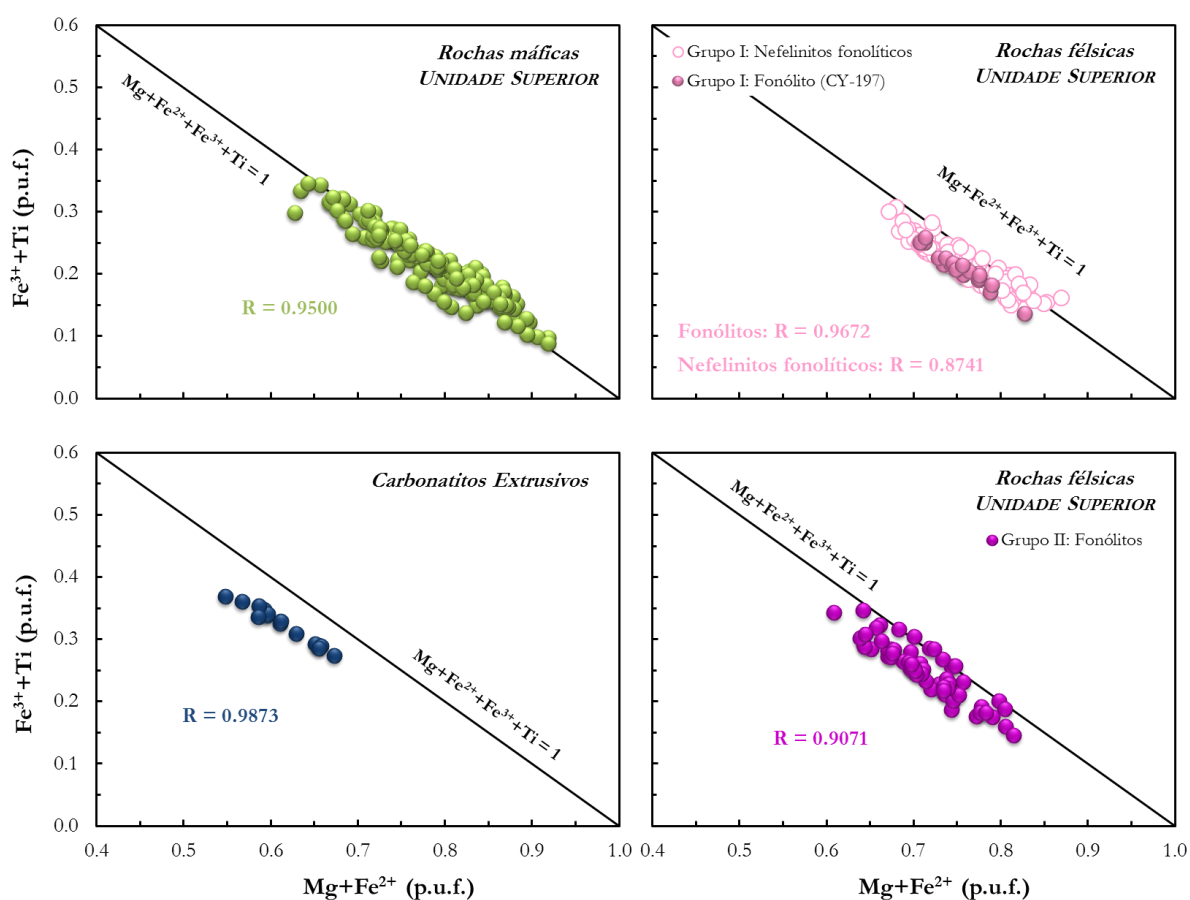 Rochas máficas
UNIDADE SUPERIOR
Mg+Fe²⁺+Fe³⁺+Ti = 1
R = 0.9500
0.6
0.5
0.4
0.3
0.2
0.1
0.0
Fe³⁺+Ti (p.u.f.)
Grupo I: Nefelinitos fonolíticos
Grupo I: Fonólito (CY-197)
Rochas félsicas
UNIDADE SUPERIOR
Mg+Fe²⁺+Fe³⁺+Ti = 1
Fonólitos: R = 0.9672
Nefelinitos fonolíticos: R = 0.8741
Carbonatitos Extrusivos
Mg+Fe²⁺+Fe³⁺+Ti = 1
R = 0.9873
0.6
0.5
0.4
0.3
0.2
0.1
0.0
Fe³⁺+Ti (p.u.f.)
0.4 0.5 0.6 0.7 0.8 0.9 1.0
Mg+Fe²⁺ (p.u.f.)
Rochas félsicas
UNIDADE SUPERIOR
Grupo II: Fonólitos
Mg+Fe²⁺+Fe³⁺+Ti = 1
R = 0.9071
0.4 0.5 0.6 0.7 0.8 0.9 1.0
Mg+Fe²⁺ (p.u.f.)